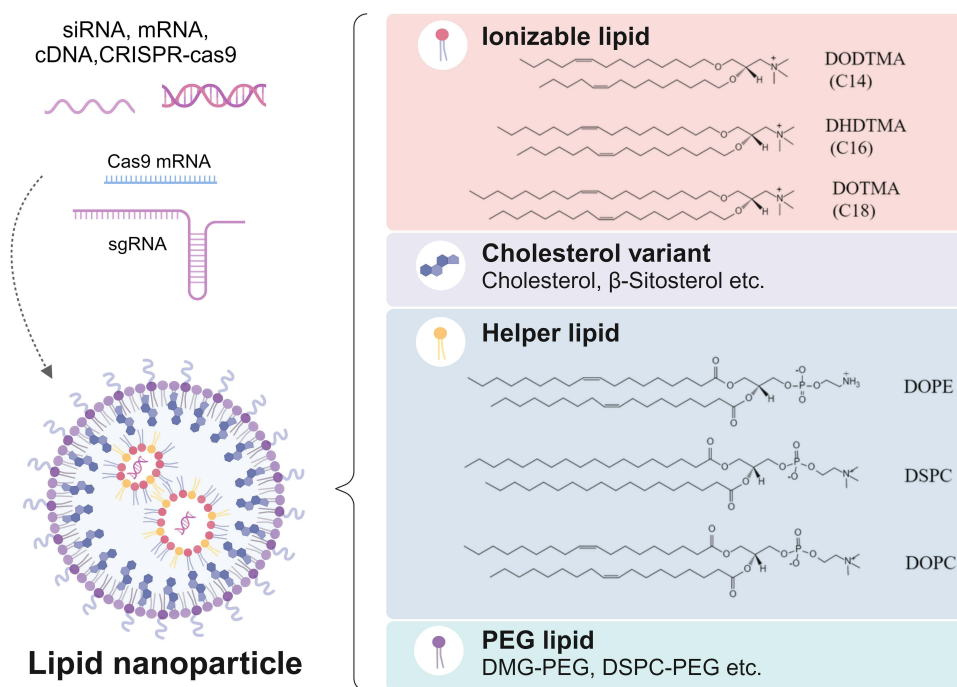 siRNA, mRNA,
cDNA,CRISPR-cas9
Cas9 mRNA
sgRNA
Lipid nanoparticle
Ionizable lipid
DODTMA
(C14)
DHDTMA
(C16)
DOTMA
(C18)
Cholesterol variant
Cholesterol, β-Sitosterol etc.
Helper lipid
DOPE
DSPC
DOPC
PEG lipid
DMG-PEG, DSPC-PEG etc.